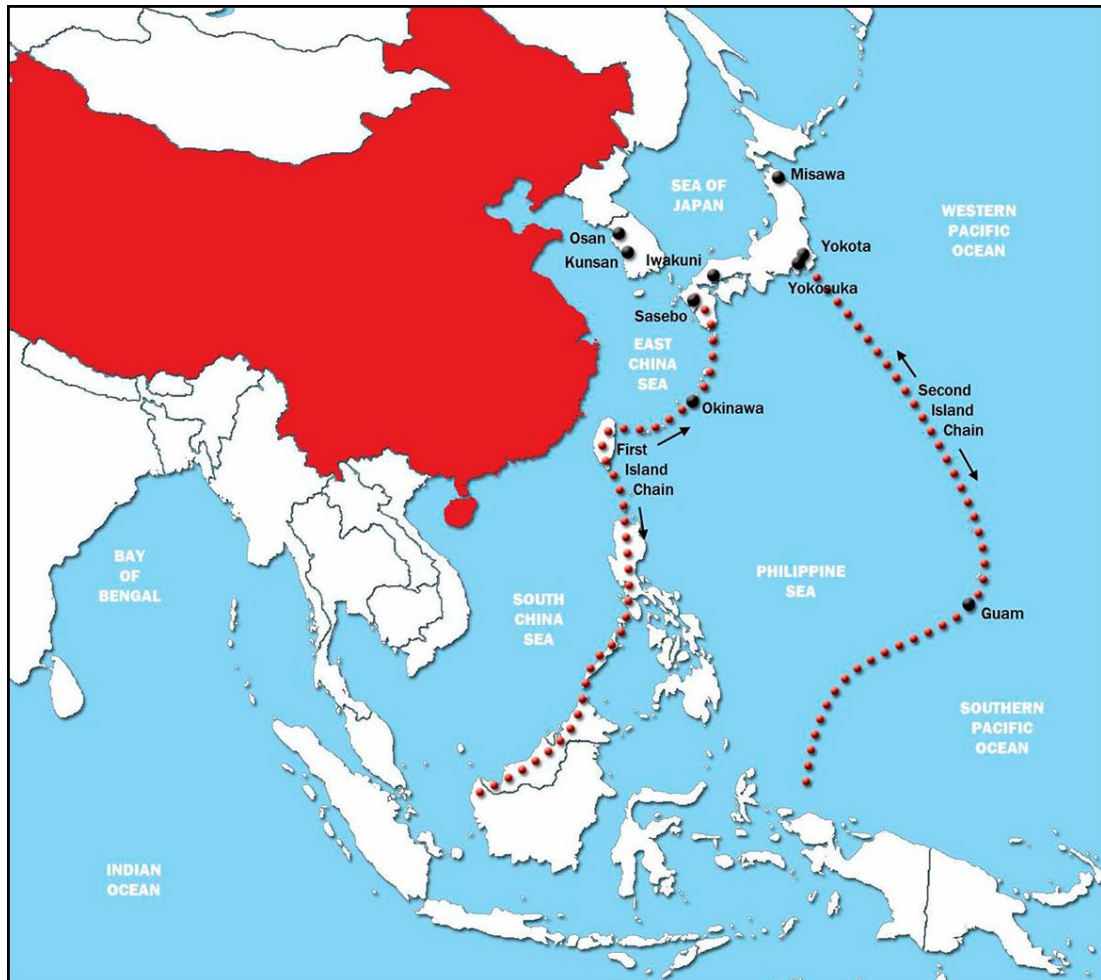 Misawa
SEA OF
JAPAN
WESTERN
PACIFIC
OCEAN
Osan
Kunsan
Iwakuni
Yokota
Yokosuka
Sasebo
EAST
CHINA
SEA
Okinawa
Second
Island
Chain
First
Island
Chain
BAY
OF
BENGAL
SOUTH
CHINA
SEA
PHILIPPINE
SEA
Guam
SOUTHERN
PACIFIC
OCEAN
INDIAN
OCEAN